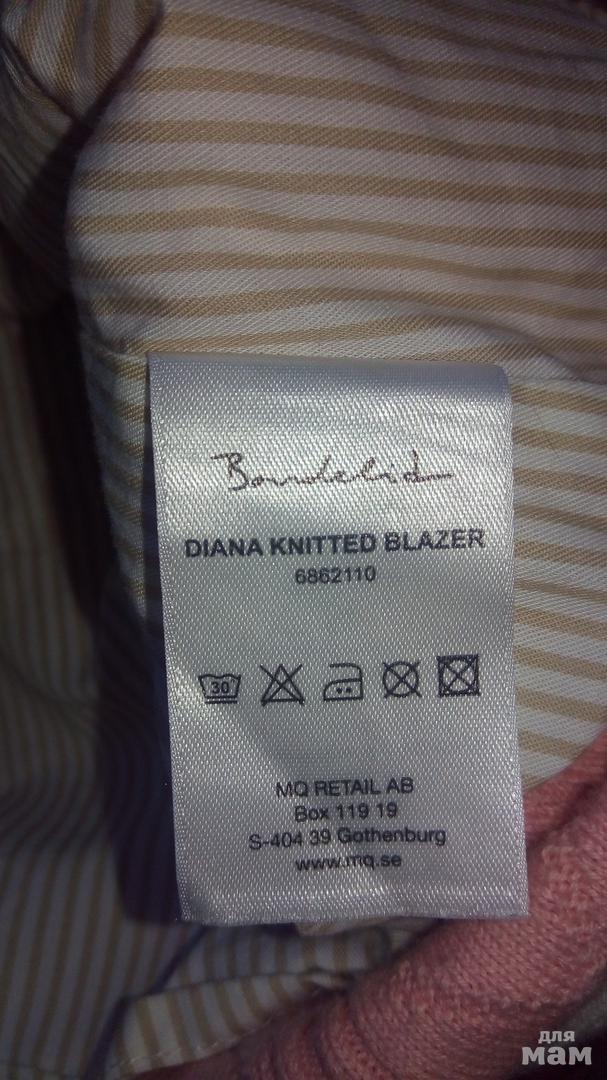 Bondelid
DIANA KNITTED BLAZER
6862110
30
MQ RETAIL AB
Box 119 19
S-404 39 Gothenburg
www.mq.se
для
мам